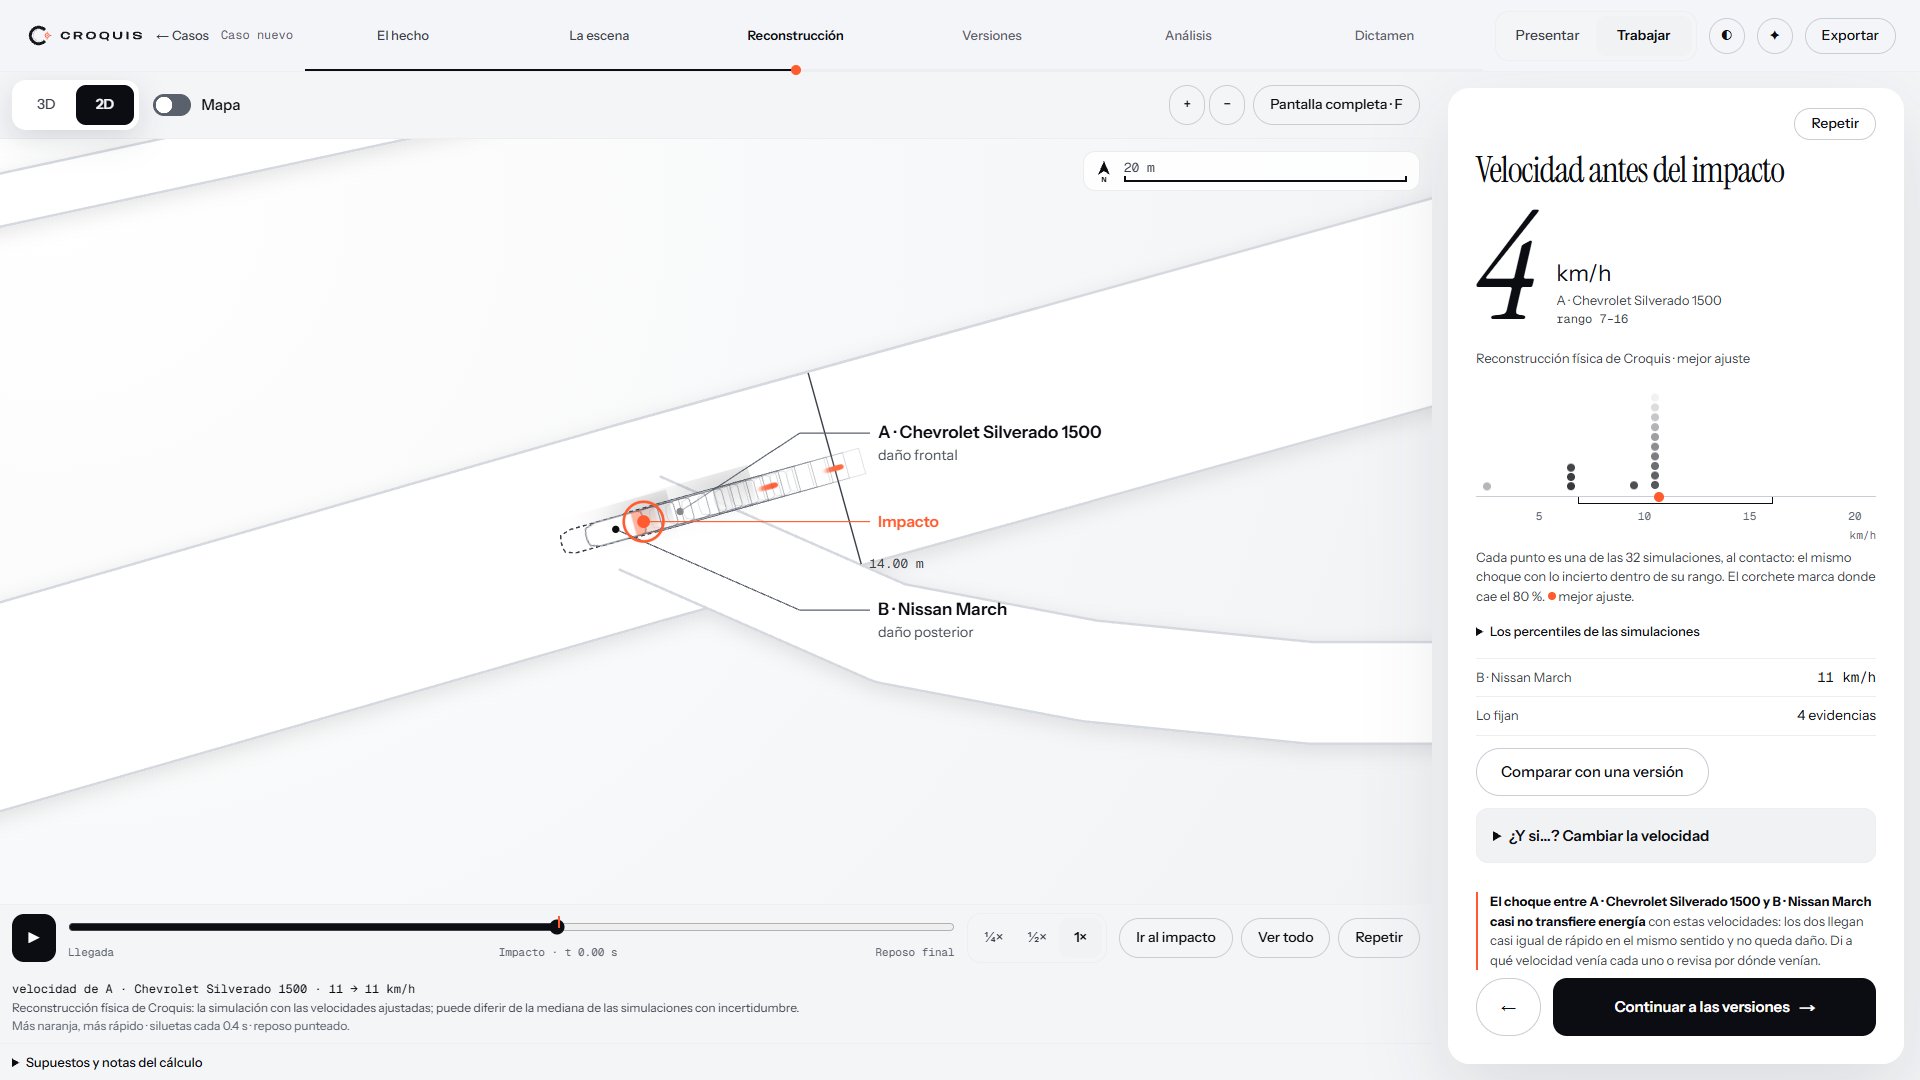 CROQUIS ← Casos Caso nuevo El hecho La escena Reconstrucción Versiones Análisis Dictamen Presentar Trabajar Exportar
3D 2D Mapa + − Pantalla completa · F
N 20 m
A · Chevrolet Silverado 1500
daño frontal
Impacto
14.00 m
B · Nissan March
daño posterior
Llegada Impacto · t 0.00 s Reposo final
¼× ½× 1× Ir al impacto Ver todo Repetir
velocidad de A · Chevrolet Silverado 1500 · 11 → 11 km/h
Reconstrucción física de Croquis: la simulación con las velocidades ajustadas; puede diferir de la mediana de las simulaciones con incertidumbre.
Más naranja, más rápido · siluetas cada 0.4 s · reposo punteado.
Supuestos y notas del cálculo
Repetir
Velocidad antes del impacto
4 km/h
A · Chevrolet Silverado 1500
rango 7–16
Reconstrucción física de Croquis · mejor ajuste
5 10 15 20
km/h
Cada punto es una de las 32 simulaciones, al contacto: el mismo
choque con lo incierto dentro de su rango. El corchete marca donde
cae el 80 %. mejor ajuste.
Los percentiles de las simulaciones
B · Nissan March 11 km/h
Lo fijan 4 evidencias
Comparar con una versión
¿Y si…? Cambiar la velocidad
El choque entre A · Chevrolet Silverado 1500 y B · Nissan March
casi no transfiere energía con estas velocidades: los dos llegan
casi igual de rápido en el mismo sentido y no queda daño. Di a
qué velocidad venía cada uno o revisa por dónde venían.
← Continuar a las versiones →